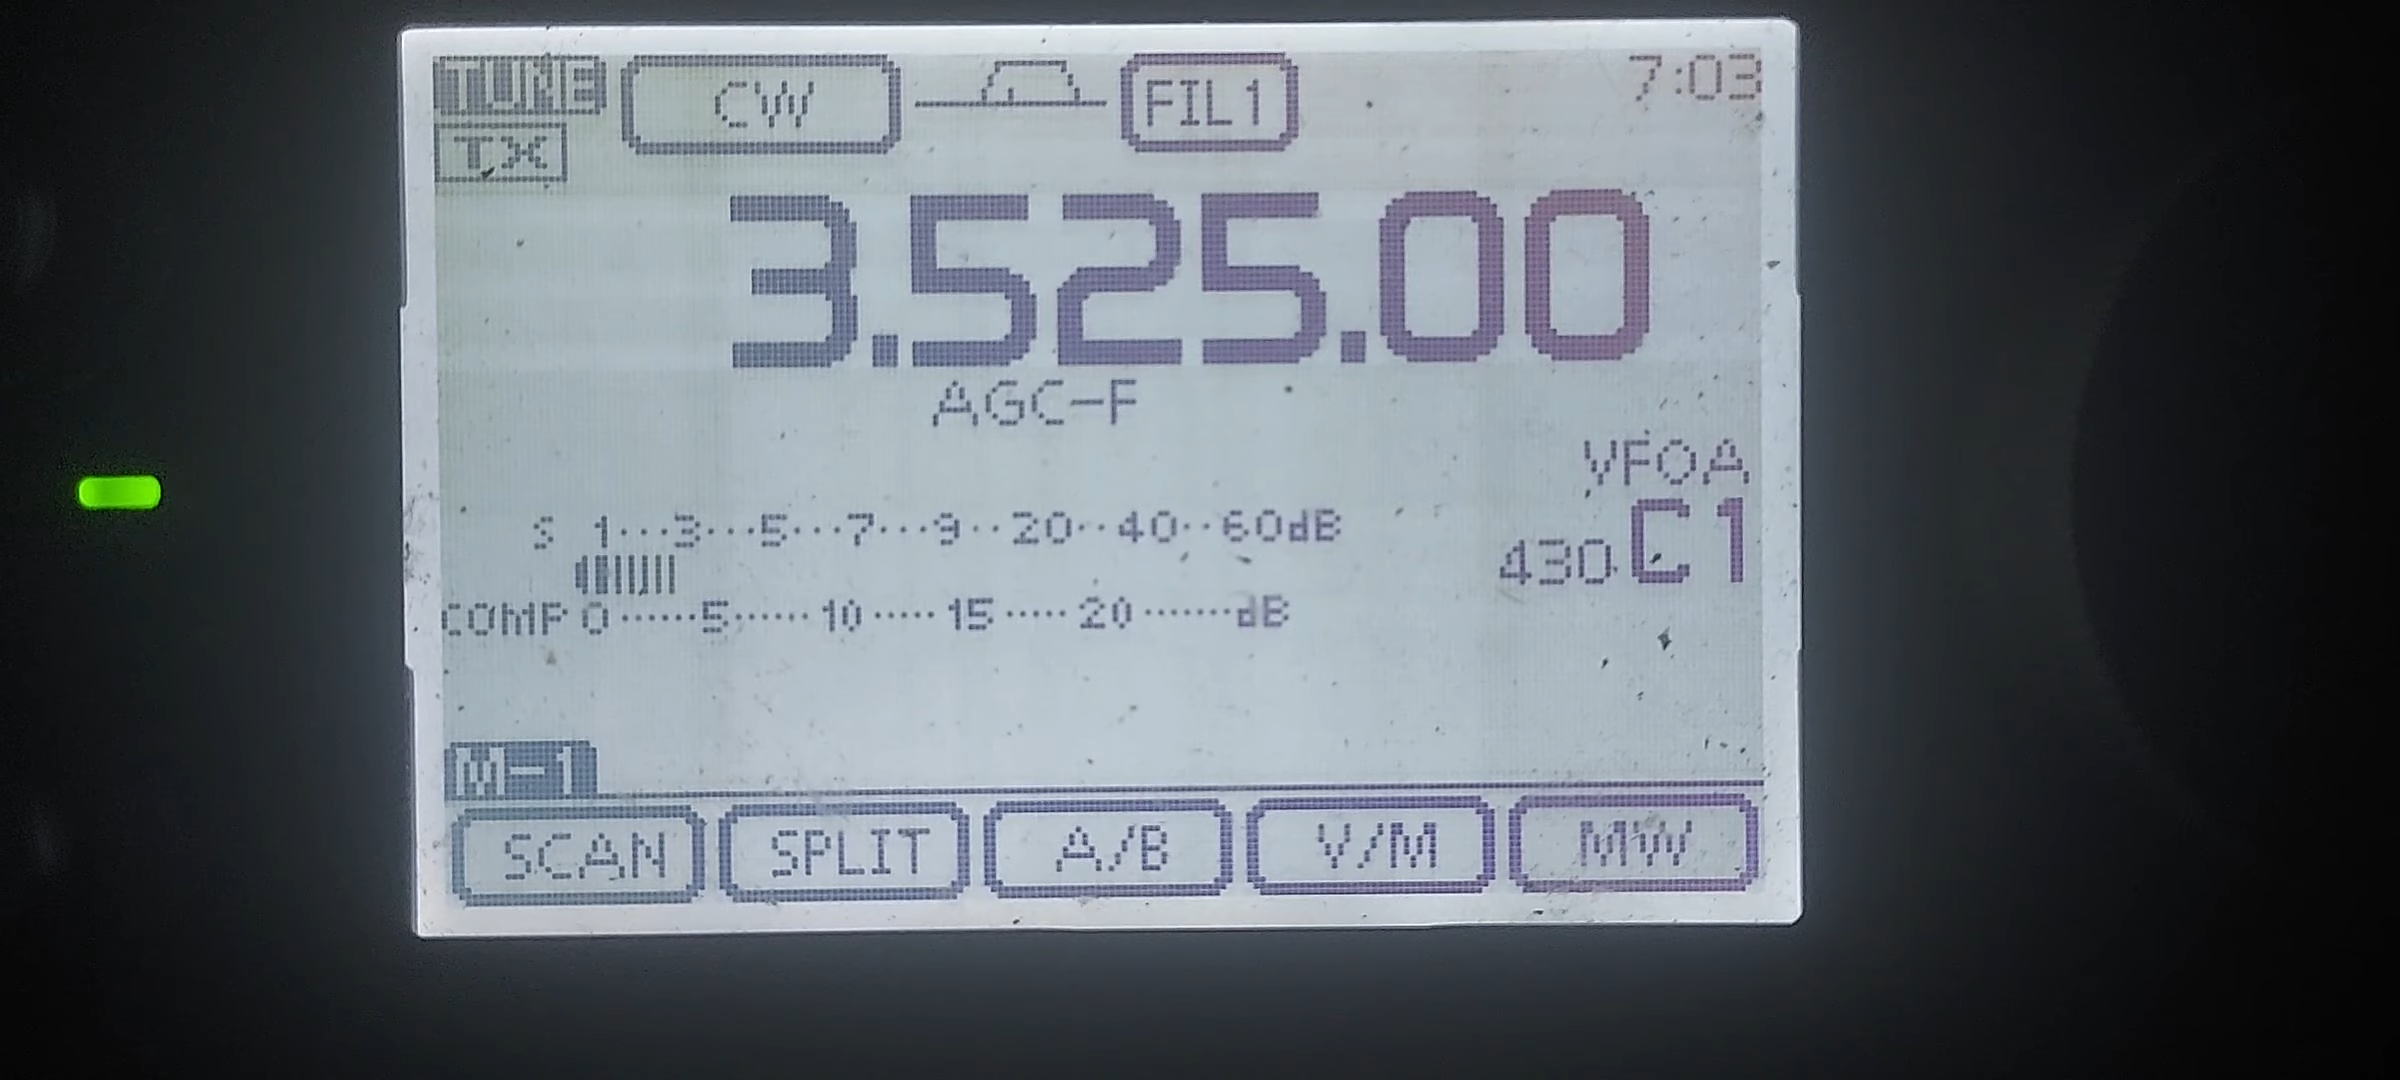 TUNE CW FIL1 7:03
TX
3.525.00
AGC-F
VFOA
S 1...3...5...7...9..20..40..60dB
430 C1
COMP 0......5......10.....15.....20.......dB
M-1
SCAN SPLIT A/B V/M MW